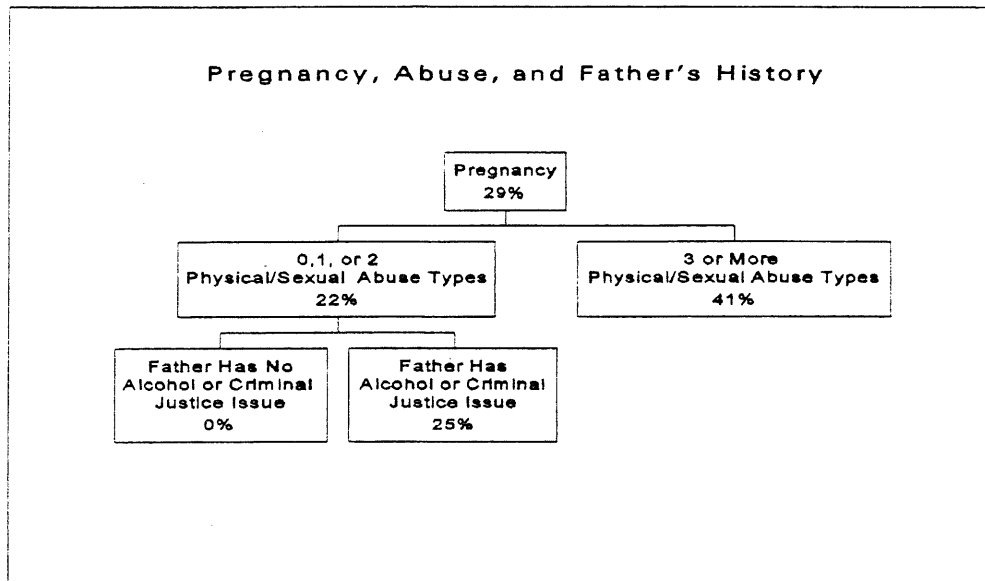 Pregnancy, Abuse, and Father's History
Pregnancy
29%
0,1, or 2
Physical/Sexual Abuse Types
22%
3 or More
Physical/Sexual Abuse Types
41%
Father Has No
Alcohol or Criminal
Justice Issue
0%
Father Has
Alcohol or Criminal
Justice Issue
25%